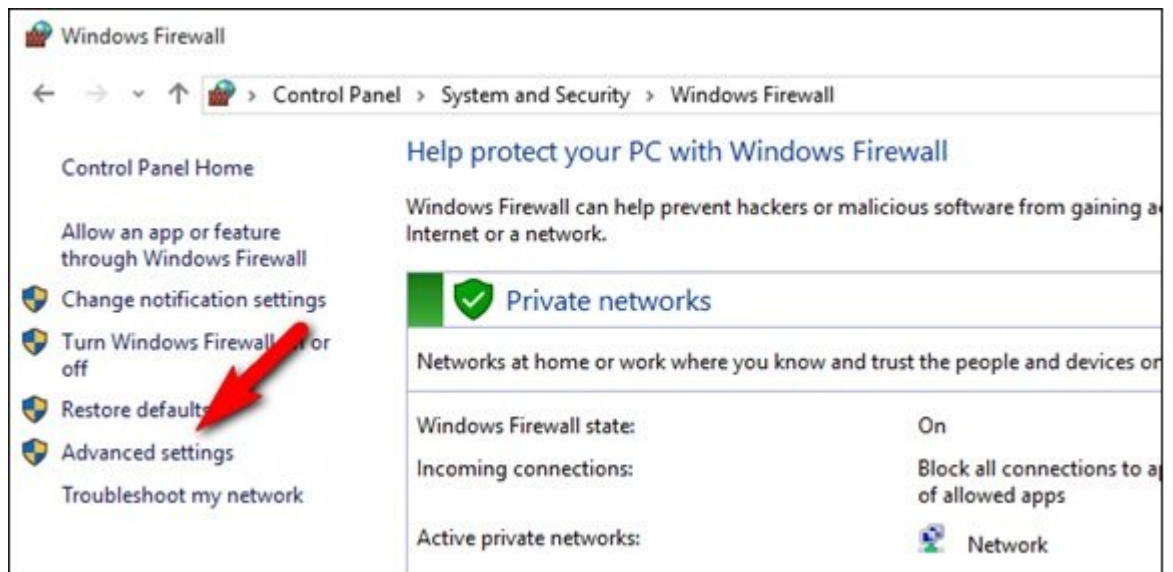 Windows Firewall
Control Panel > System and Security > Windows Firewall
Control Panel Home
Allow an app or feature
through Windows Firewall
Change notification settings
Turn Windows Firewall or
off
Restore defaults
Advanced settings
Troubleshoot my network
Help protect your PC with Windows Firewall
Windows Firewall can help prevent hackers or malicious software from gaining
Internet or a network.
Private networks
Networks at home or work where you know and trust the people and devices
Windows Firewall state:
On
Incoming connections:
Block all connections to
of allowed apps
Active private networks:
Network